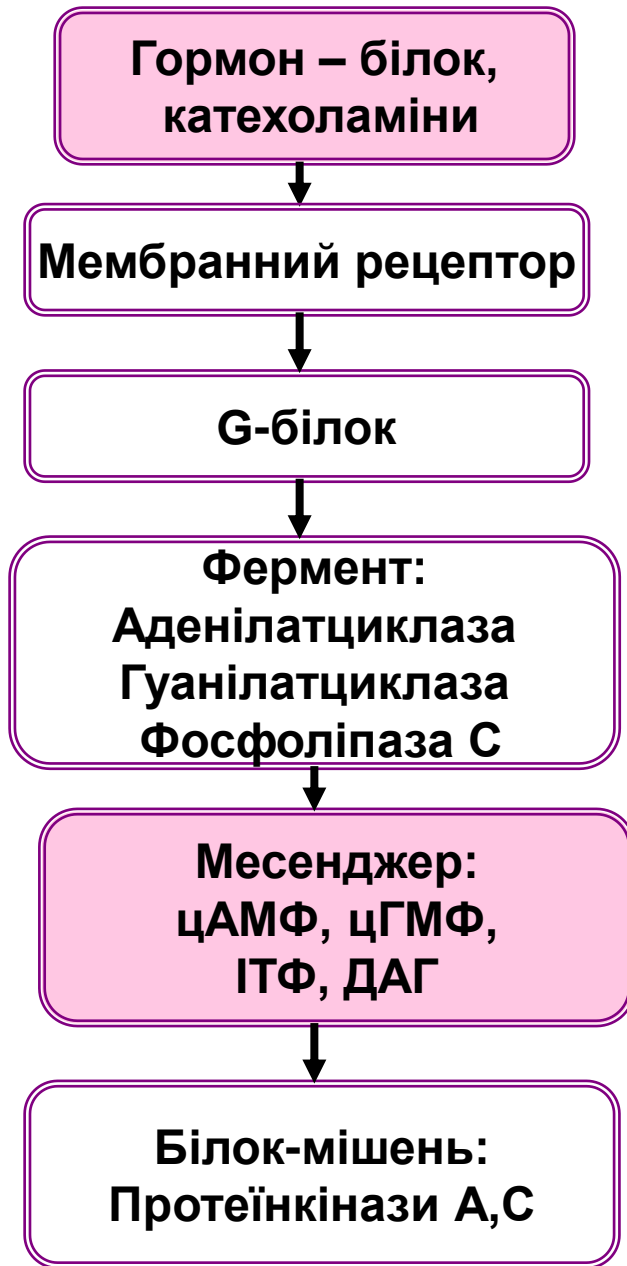 Гормон – білок,
катехоламіни
Мембранний рецептор
G-білок
Фермент:
Аденілатциклаза
Гуанілатциклаза
Фосфоліпаза С
Месенджер:
цАМФ, цГМФ,
ІТФ, ДАГ
Білок-мішень:
Протеїнкінази А,С